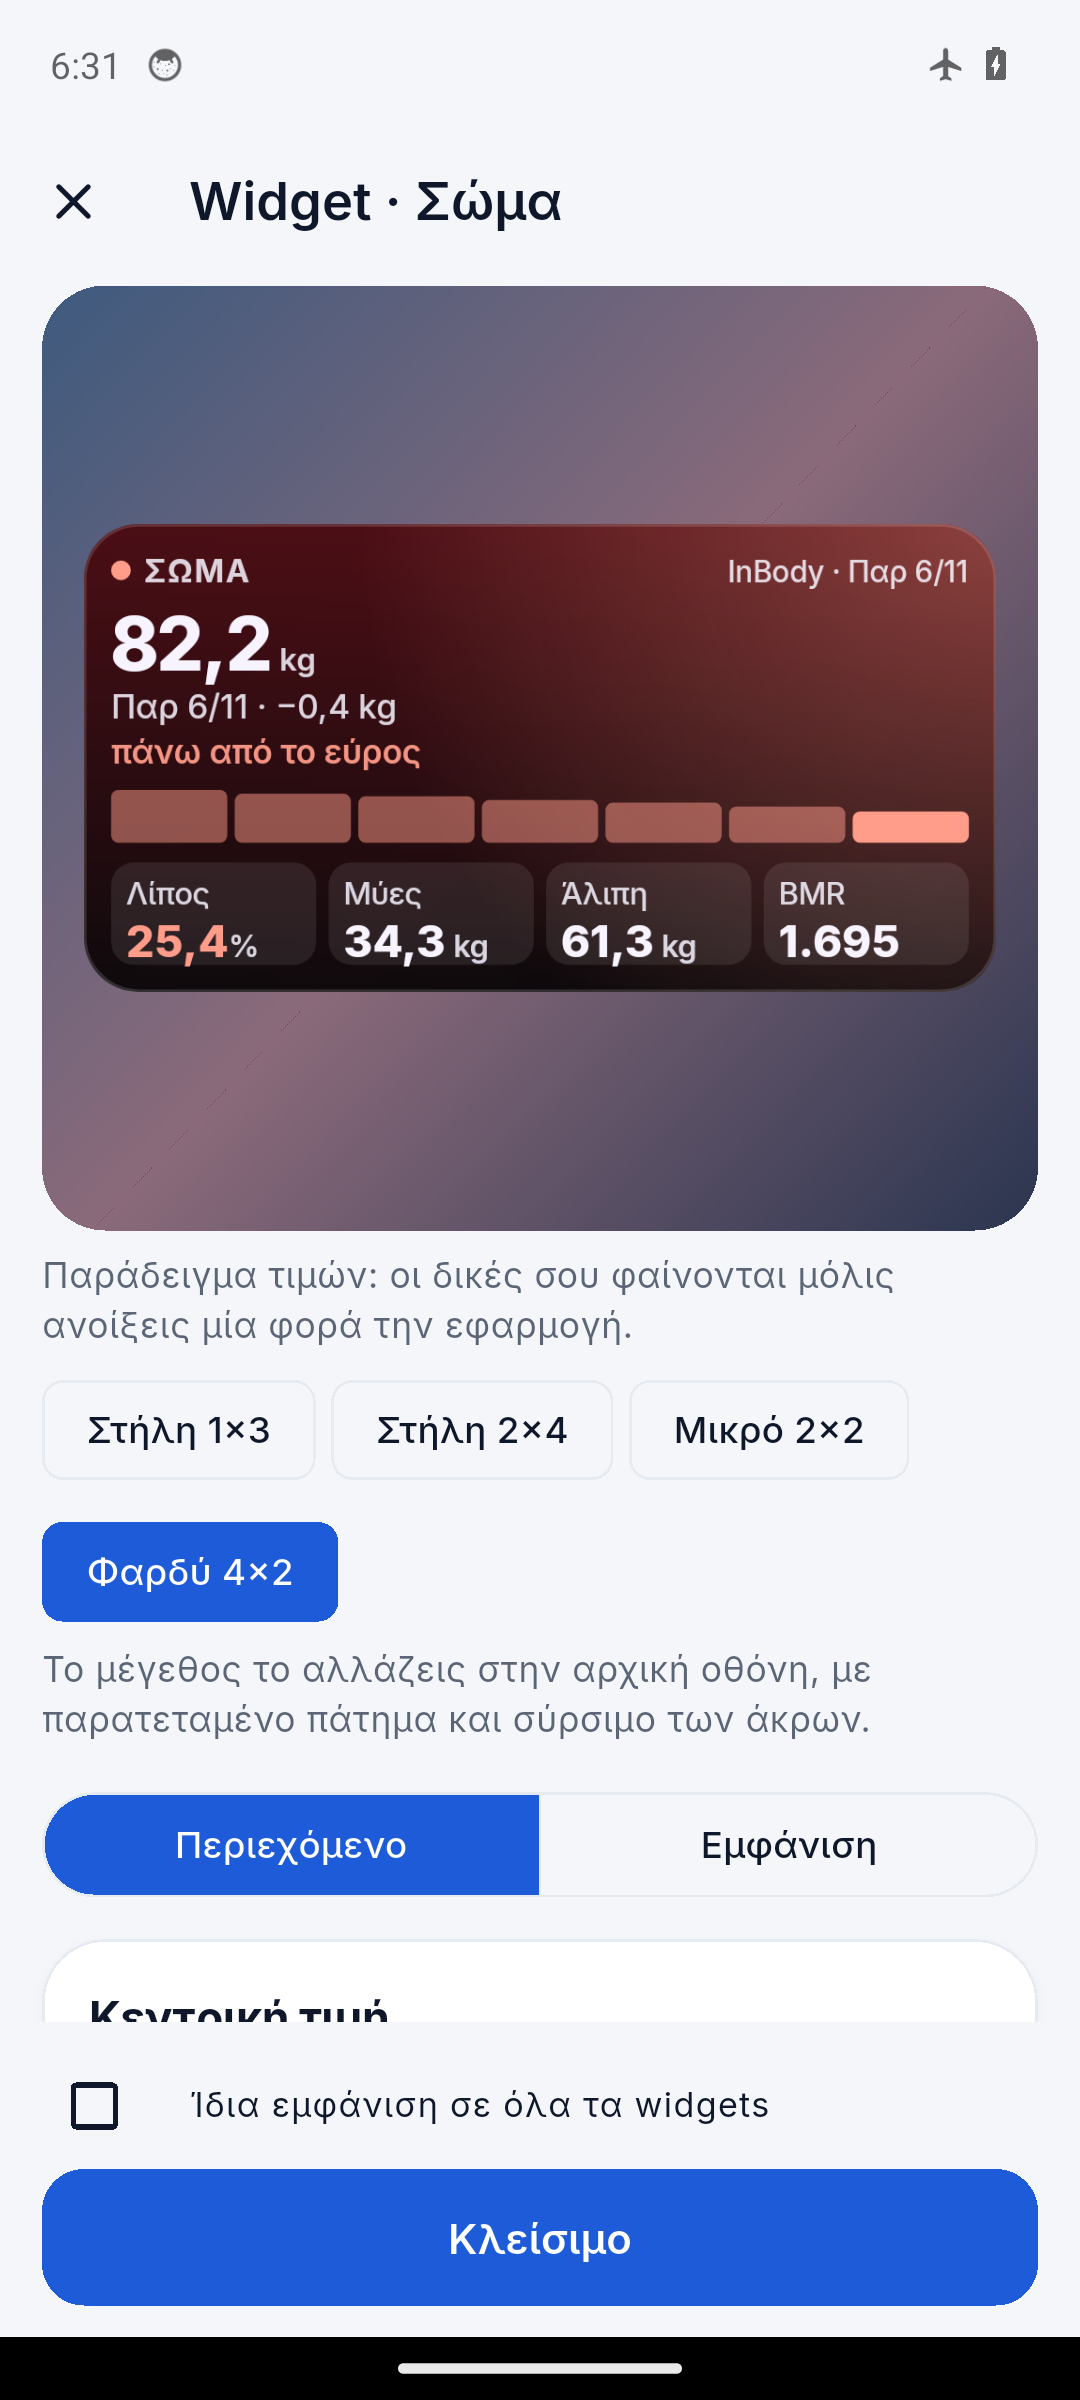 6:31
Widget · Σώμα
ΣΩΜΑ
InBody · Παρ 6/11
82,2 kg
Παρ 6/11 · −0,4 kg
πάνω από το εύρος
Λίπος Μύες Άλιπη BMR
25,4% 34,3 kg 61,3 kg 1.695
Παράδειγμα τιμών: οι δικές σου φαίνονται μόλις
ανοίξεις μία φορά την εφαρμογή.
Στήλη 1×3 Στήλη 2×4 Μικρό 2×2
Φαρδύ 4×2
Το μέγεθος το αλλάζεις στην αρχική οθόνη, με
παρατεταμένο πάτημα και σύρσιμο των άκρων.
Περιεχόμενο Εμφάνιση
Κεντρική τιμή
Ίδια εμφάνιση σε όλα τα widgets
Κλείσιμο